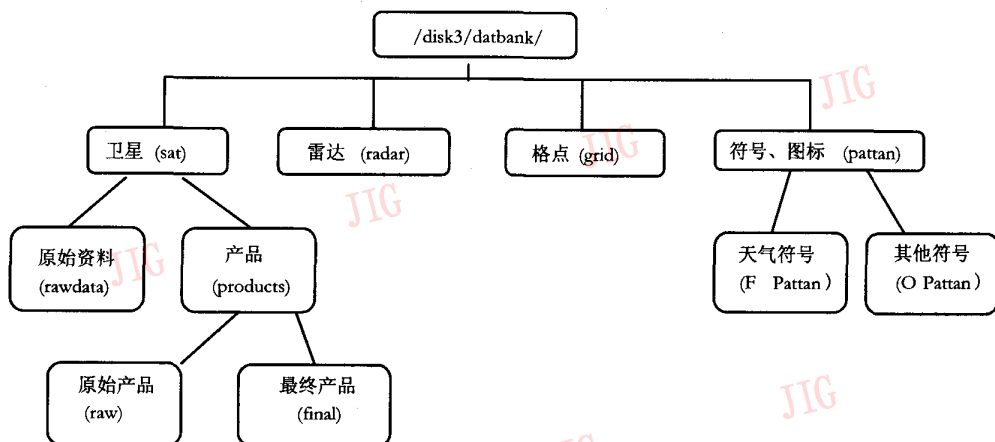 /disk3/datbank/
卫星 (sat)
雷达 (radar)
格点 (grid)
符号、图标 (pattan)
原始资料
(rawdata)
产品
(products)
天气符号
(F Pattan)
其他符号
(O Pattan)
原始产品
(raw)
最终产品
(final)
JIG
JIG
JIG
JIG
JIG